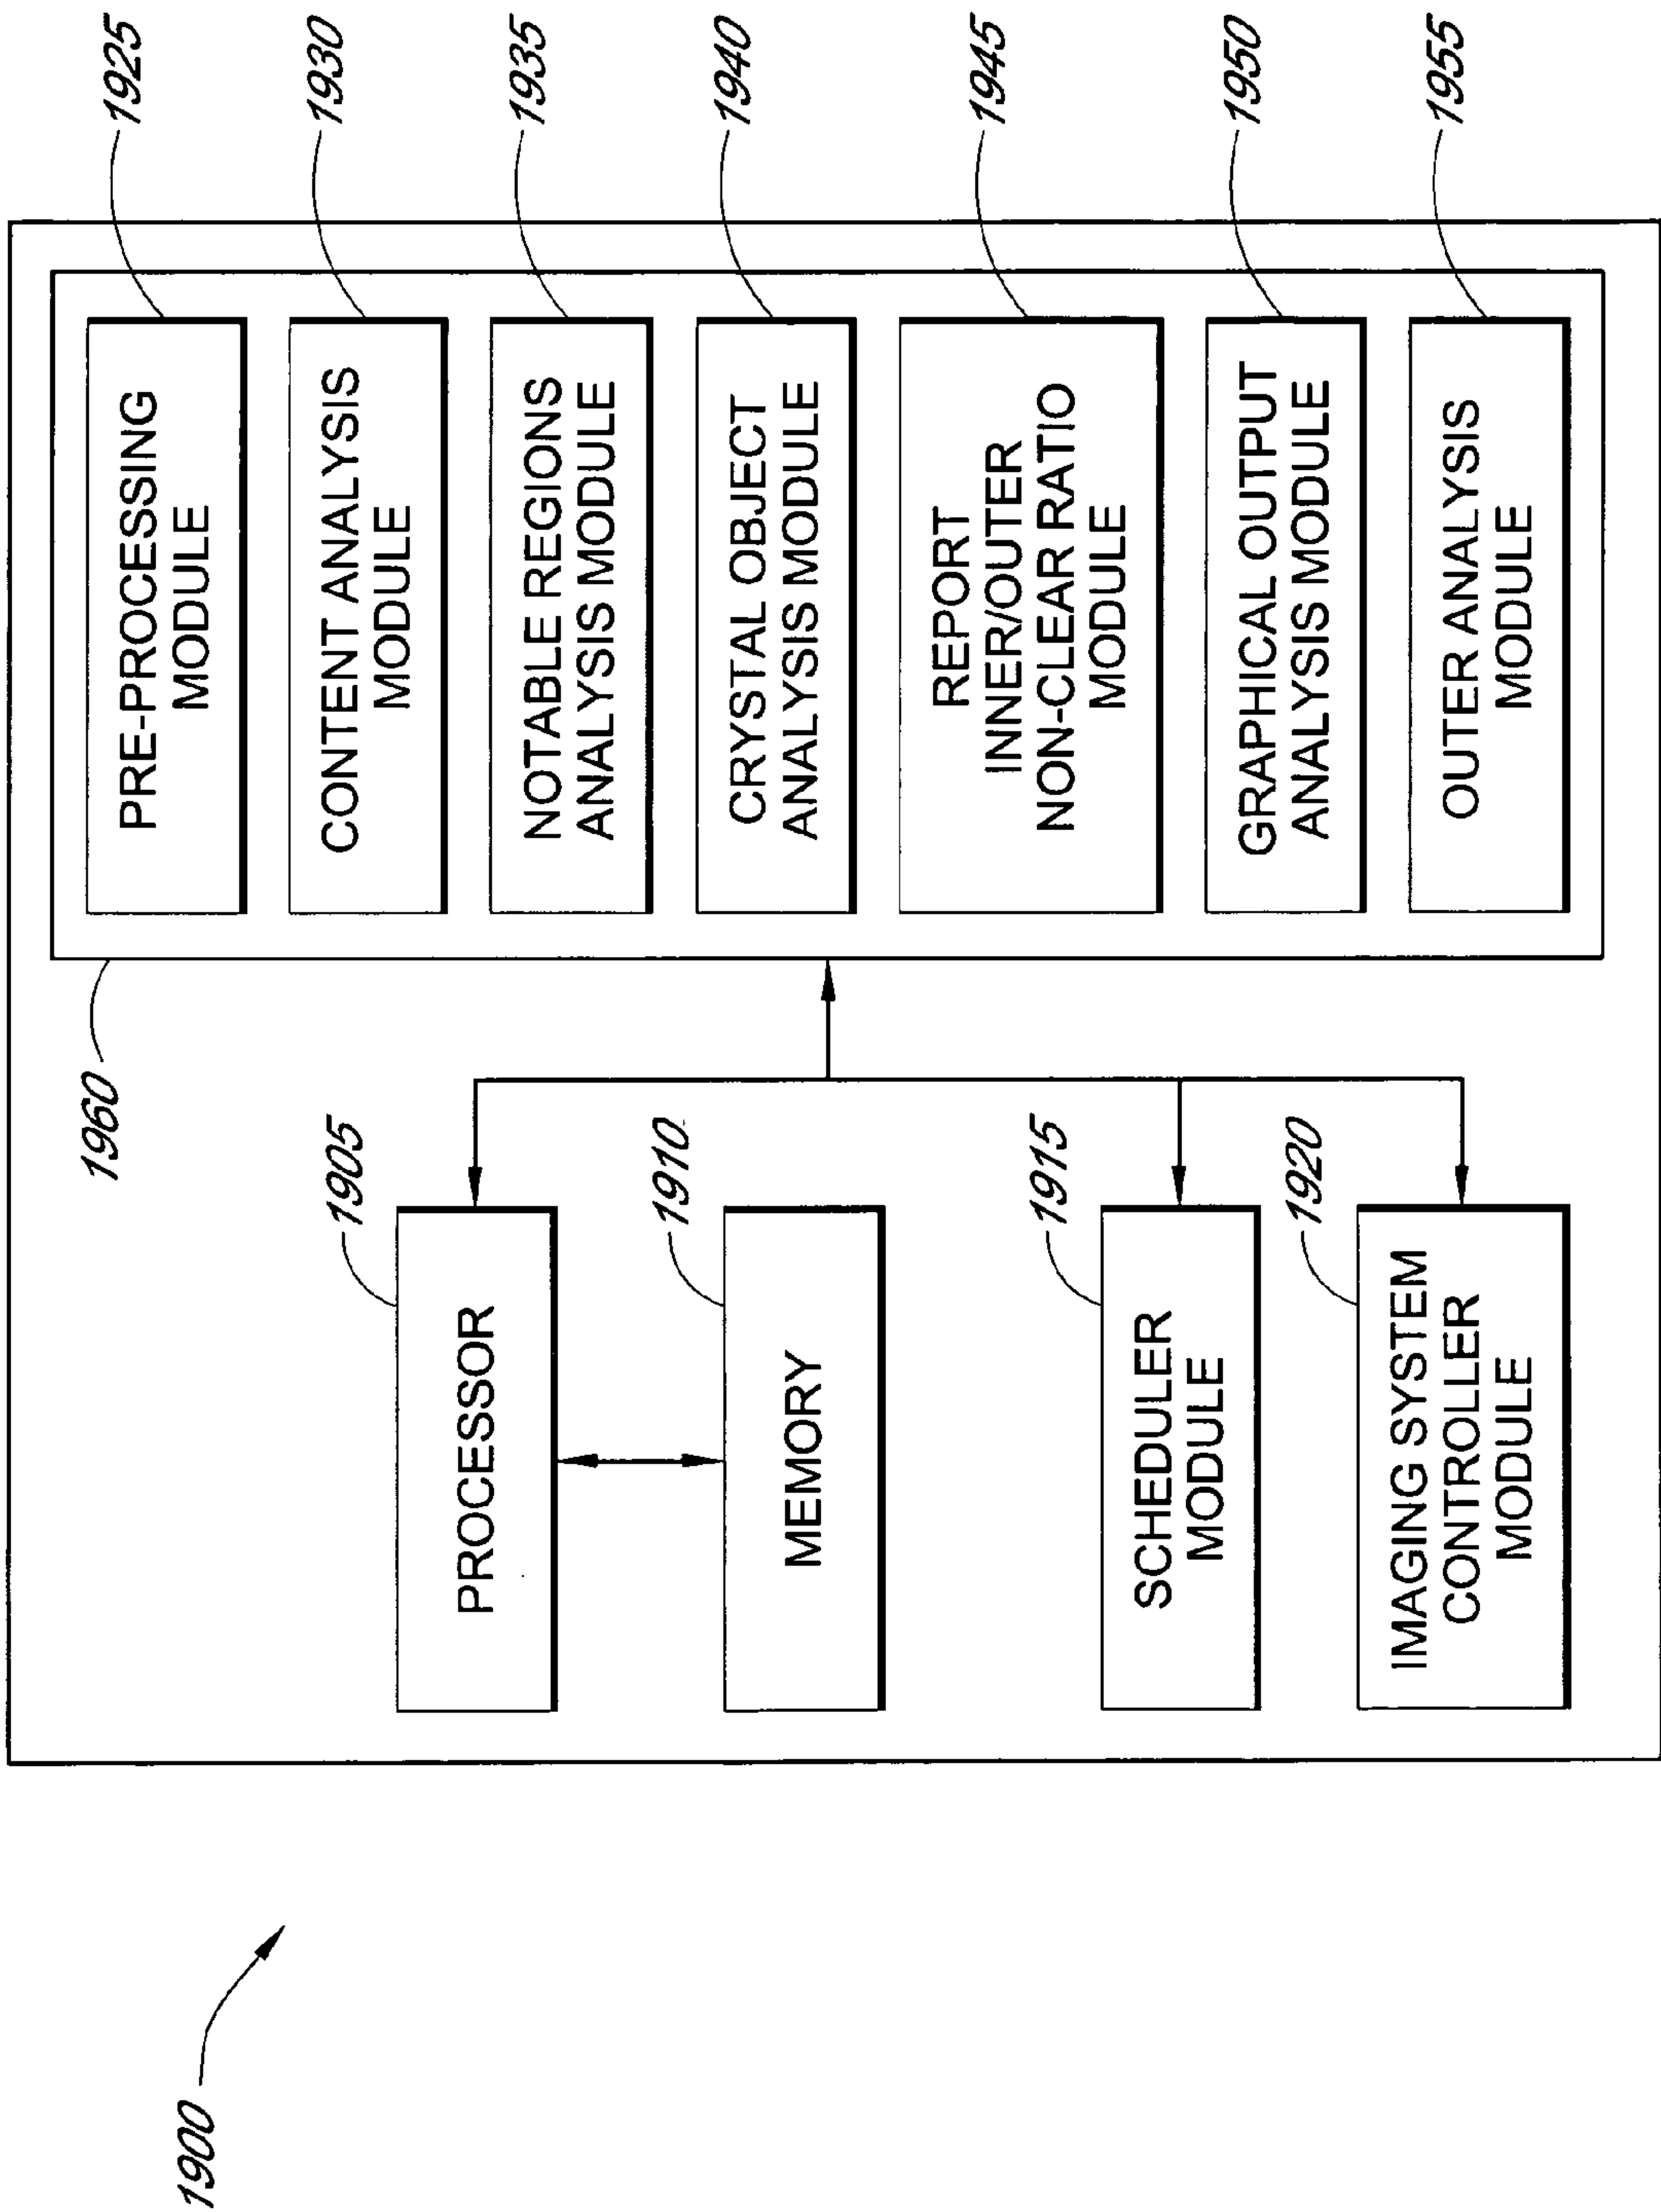 1900
1960
1905
PROCESSOR
1910
MEMORY
1915
SCHEDULER
MODULE
1920
IMAGING SYSTEM
CONTROLLER
MODULE
1925
PRE-PROCESSING
MODULE
1930
CONTENT ANALYSIS
MODULE
1935
NOTABLE REGIONS
ANALYSIS MODULE
1940
CRYSTAL OBJECT
ANALYSIS MODULE
1945
REPORT
INNER/OUTER
NON-CLEAR RATIO
MODULE
1950
GRAPHICAL OUTPUT
ANALYSIS MODULE
1955
OUTER ANALYSIS
MODULE